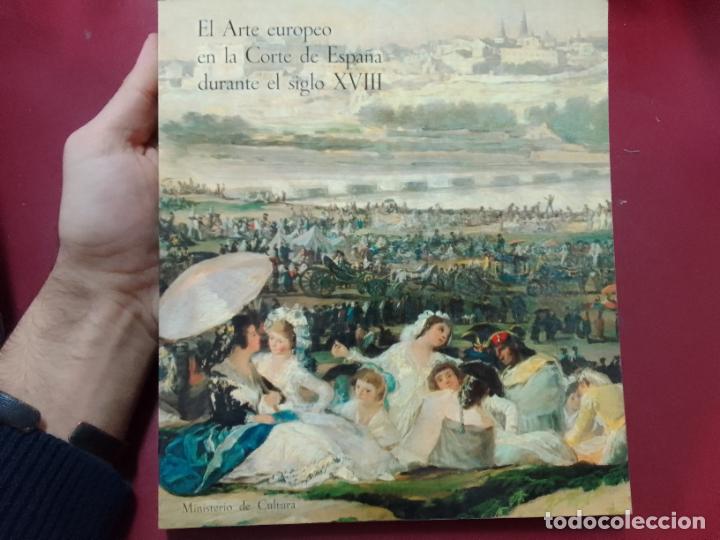 El Arte europeo
en la Corte de España
durante el siglo XVIII
Ministerio de Cultura
todocoleccion